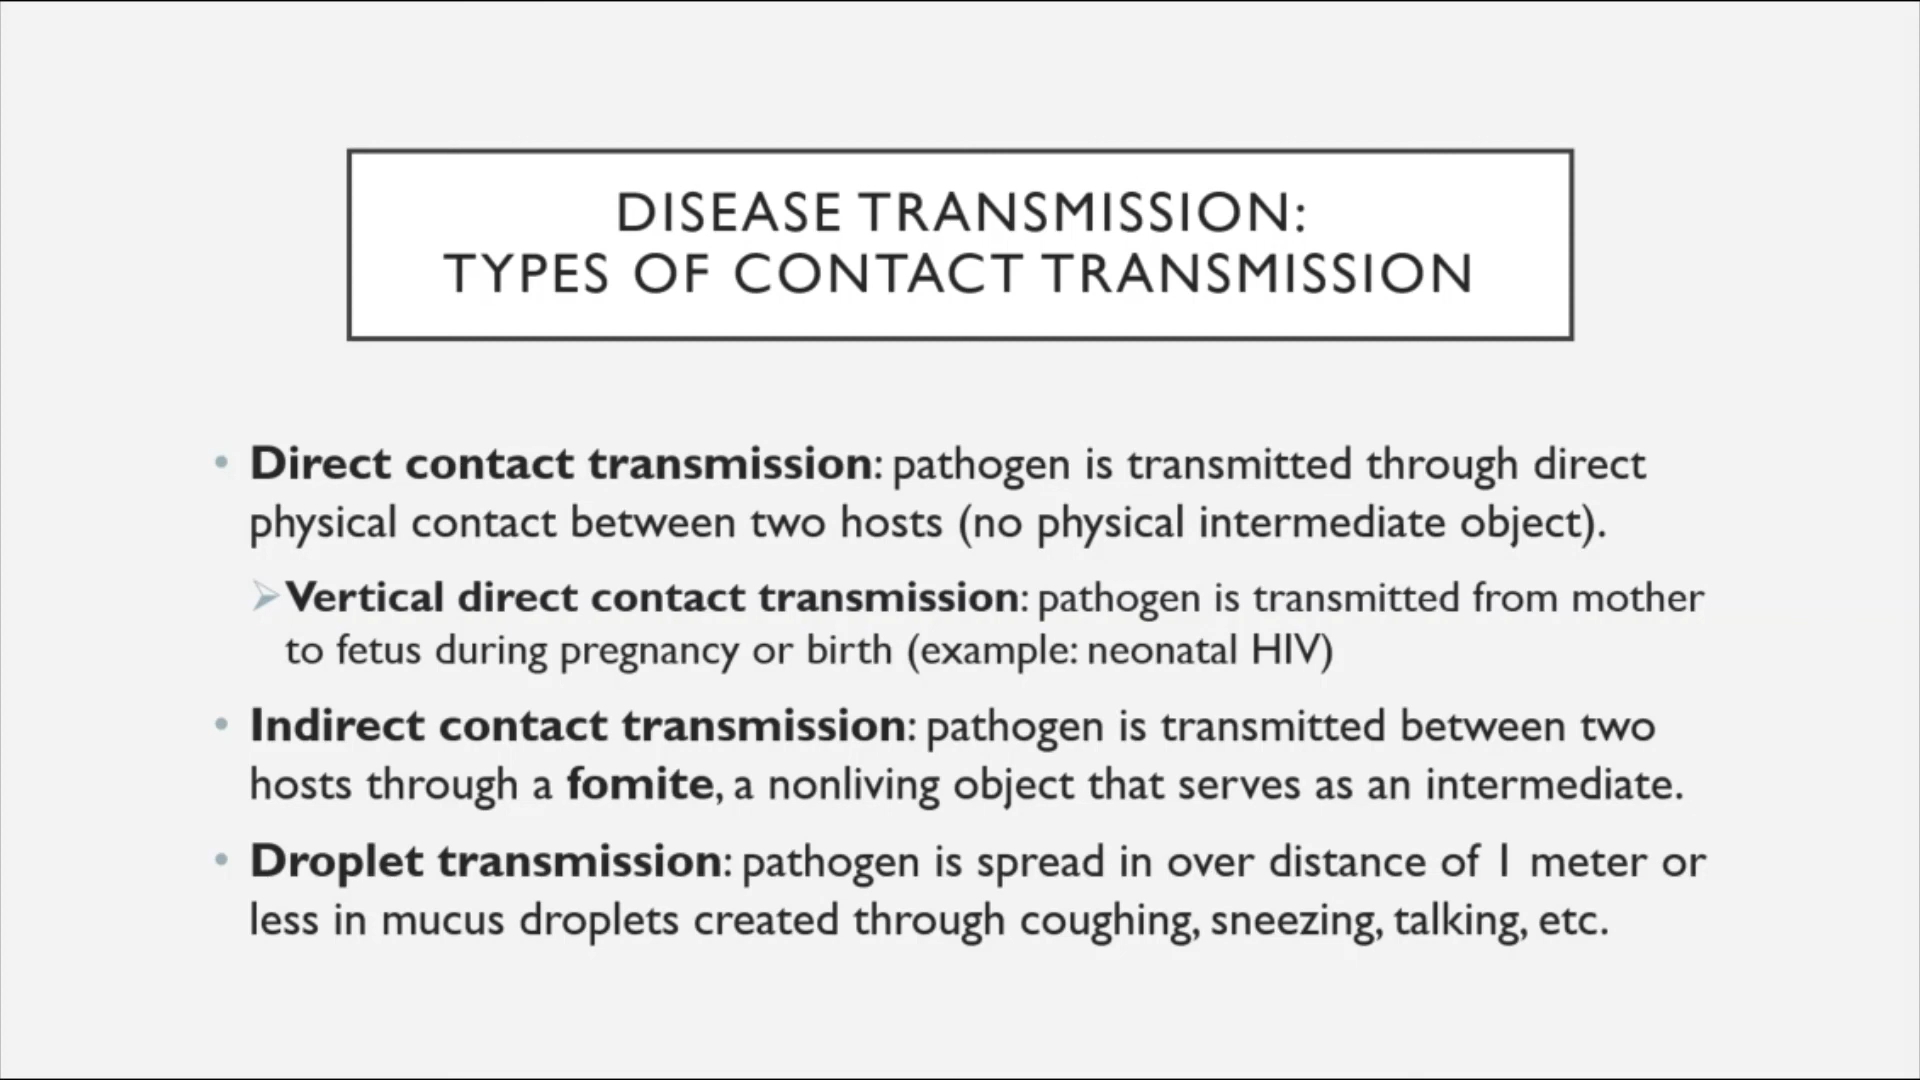 DISEASE TRANSMISSION:
TYPES OF CONTACT TRANSMISSION
• Direct contact transmission: pathogen is transmitted through direct
physical contact between two hosts (no physical intermediate object).
➢Vertical direct contact transmission: pathogen is transmitted from mother
to fetus during pregnancy or birth (example: neonatal HIV)
• Indirect contact transmission: pathogen is transmitted between two
hosts through a fomite, a nonliving object that serves as an intermediate.
• Droplet transmission: pathogen is spread in over distance of 1 meter or
less in mucus droplets created through coughing, sneezing, talking, etc.